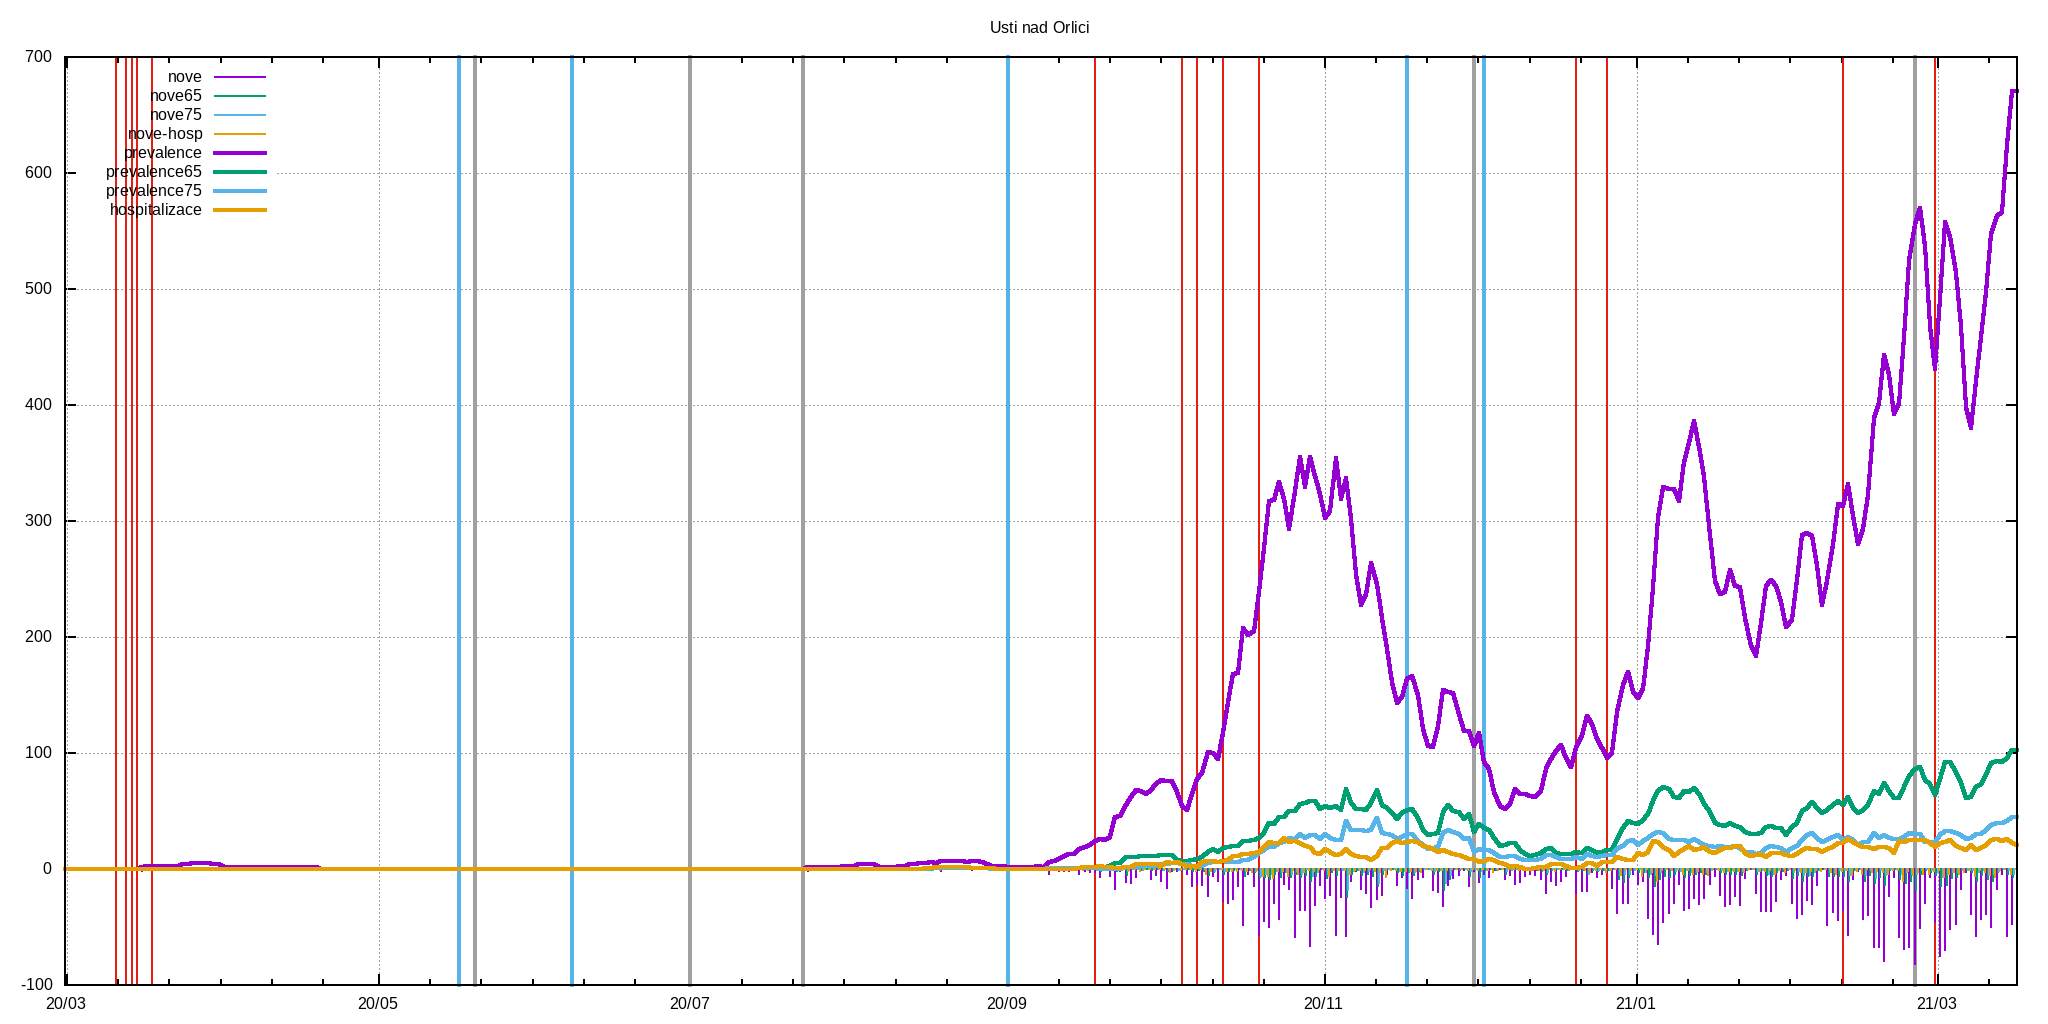 Usti nad Orlici
700
600
500
400
300
200
100
0
-100
nove
nove65
nove75
nove-hosp
prevalence
prevalence65
prevalence75
hospitalizace
20/03 20/05 20/07 20/09 20/11 21/01 21/03